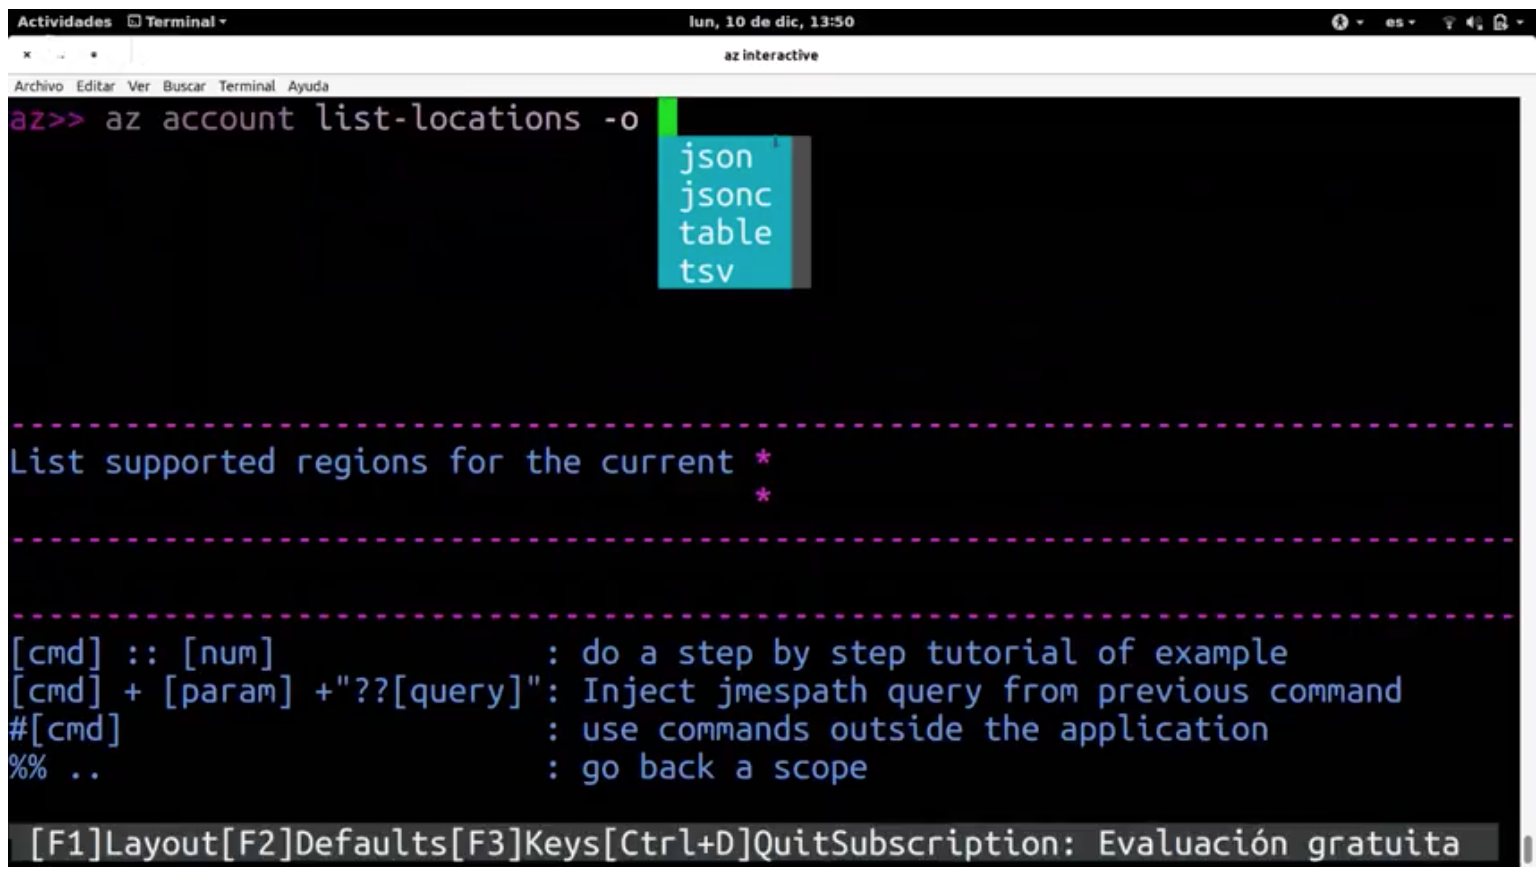 Actividades Terminal lun, 10 de dic, 13:50 es
az interactive
Archivo Editar Ver Buscar Terminal Ayuda
az>> az account list-locations -o
json
jsonc
table
tsv
List supported regions for the current *
*
[cmd] :: [num] : do a step by step tutorial of example
[cmd] + [param] +"??[query]": Inject jmespath query from previous command
#[cmd] : use commands outside the application
%% .. : go back a scope
[F1]Layout[F2]Defaults[F3]Keys[Ctrl+D]QuitSubscription: Evaluación gratuita